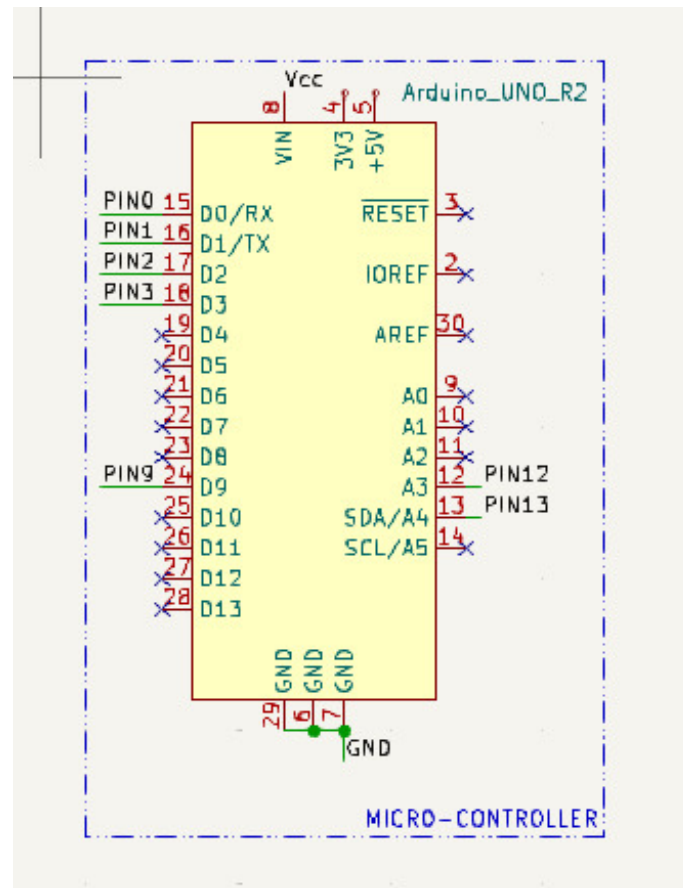 Vcc
Arduino_UNO_R2
8
4
5
VIN
3V3
+5V
PIN0 15 D0/RX
RESET 3
PIN1 16 D1/TX
PIN2 17 D2
IOREF 2
PIN3 18 D3
19 D4
AREF 30
20 D5
21 D6
A0 9
22 D7
A1 10
23 D8
A2 11
PIN9 24 D9
A3 12 PIN12
25 D10
SDA/A4 13 PIN13
26 D11
SCL/A5 14
27 D12
28 D13
GND
GND
GND
29
6
7
GND
MICRO-CONTROLLER